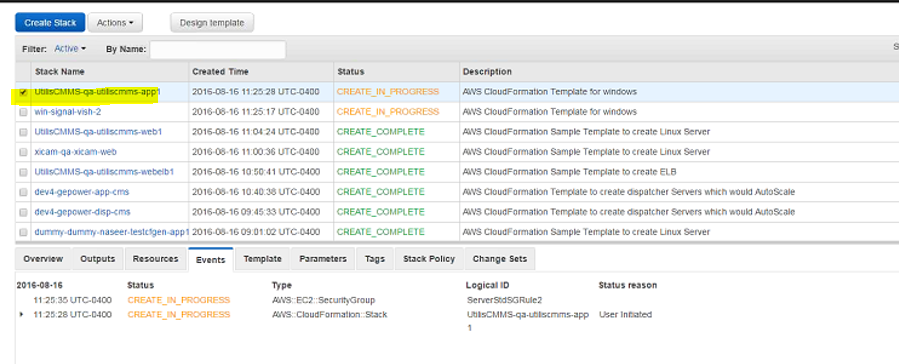 Create Stack Actions Design template
Filter: Active By Name: S
Stack Name Created Time Status Description
UtilisCMMS-qa-utiliscmms-app1 2016-08-16 11:25:28 UTC-0400 CREATE_IN_PROGRESS AWS CloudFormation Template for windows
win-signal-vish-2 2016-08-16 11:25:17 UTC-0400 CREATE_IN_PROGRESS AWS CloudFormation Template for windows
UtilisCMMS-qa-utiliscmms-web1 2016-08-16 11:04:24 UTC-0400 CREATE_COMPLETE AWS CloudFormation Sample Template to create Linux Server
xicam-qa-xicam-web 2016-08-16 11:00:36 UTC-0400 CREATE_COMPLETE AWS CloudFormation Sample Template to create Linux Server
UtilisCMMS-qa-utiliscmms-webelb1 2016-08-16 10:50:41 UTC-0400 CREATE_COMPLETE AWS CloudFormation Sample Template to create ELB
dev4-gepower-app-cms 2016-08-16 10:40:38 UTC-0400 CREATE_COMPLETE AWS CloudFormation Template to create dispatcher Servers which would AutoScale
dev4-gepower-disp-cms 2016-08-16 09:45:33 UTC-0400 CREATE_COMPLETE AWS CloudFormation Template to create dispatcher Servers which would AutoScale
dummy-dummy-naseer-testcfgen-app1 2016-08-16 09:01:02 UTC-0400 CREATE_COMPLETE AWS CloudFormation Sample Template to create Linux Server
Overview Outputs Resources Events Template Parameters Tags Stack Policy Change Sets
2016-08-16 Status Type Logical ID Status reason
11:25:35 UTC-0400 CREATE_IN_PROGRESS AWS::EC2::SecurityGroup ServerStdSGRule2
11:25:28 UTC-0400 CREATE_IN_PROGRESS AWS::CloudFormation::Stack UtilisCMMS-qa-utiliscmms-app User Initiated
1